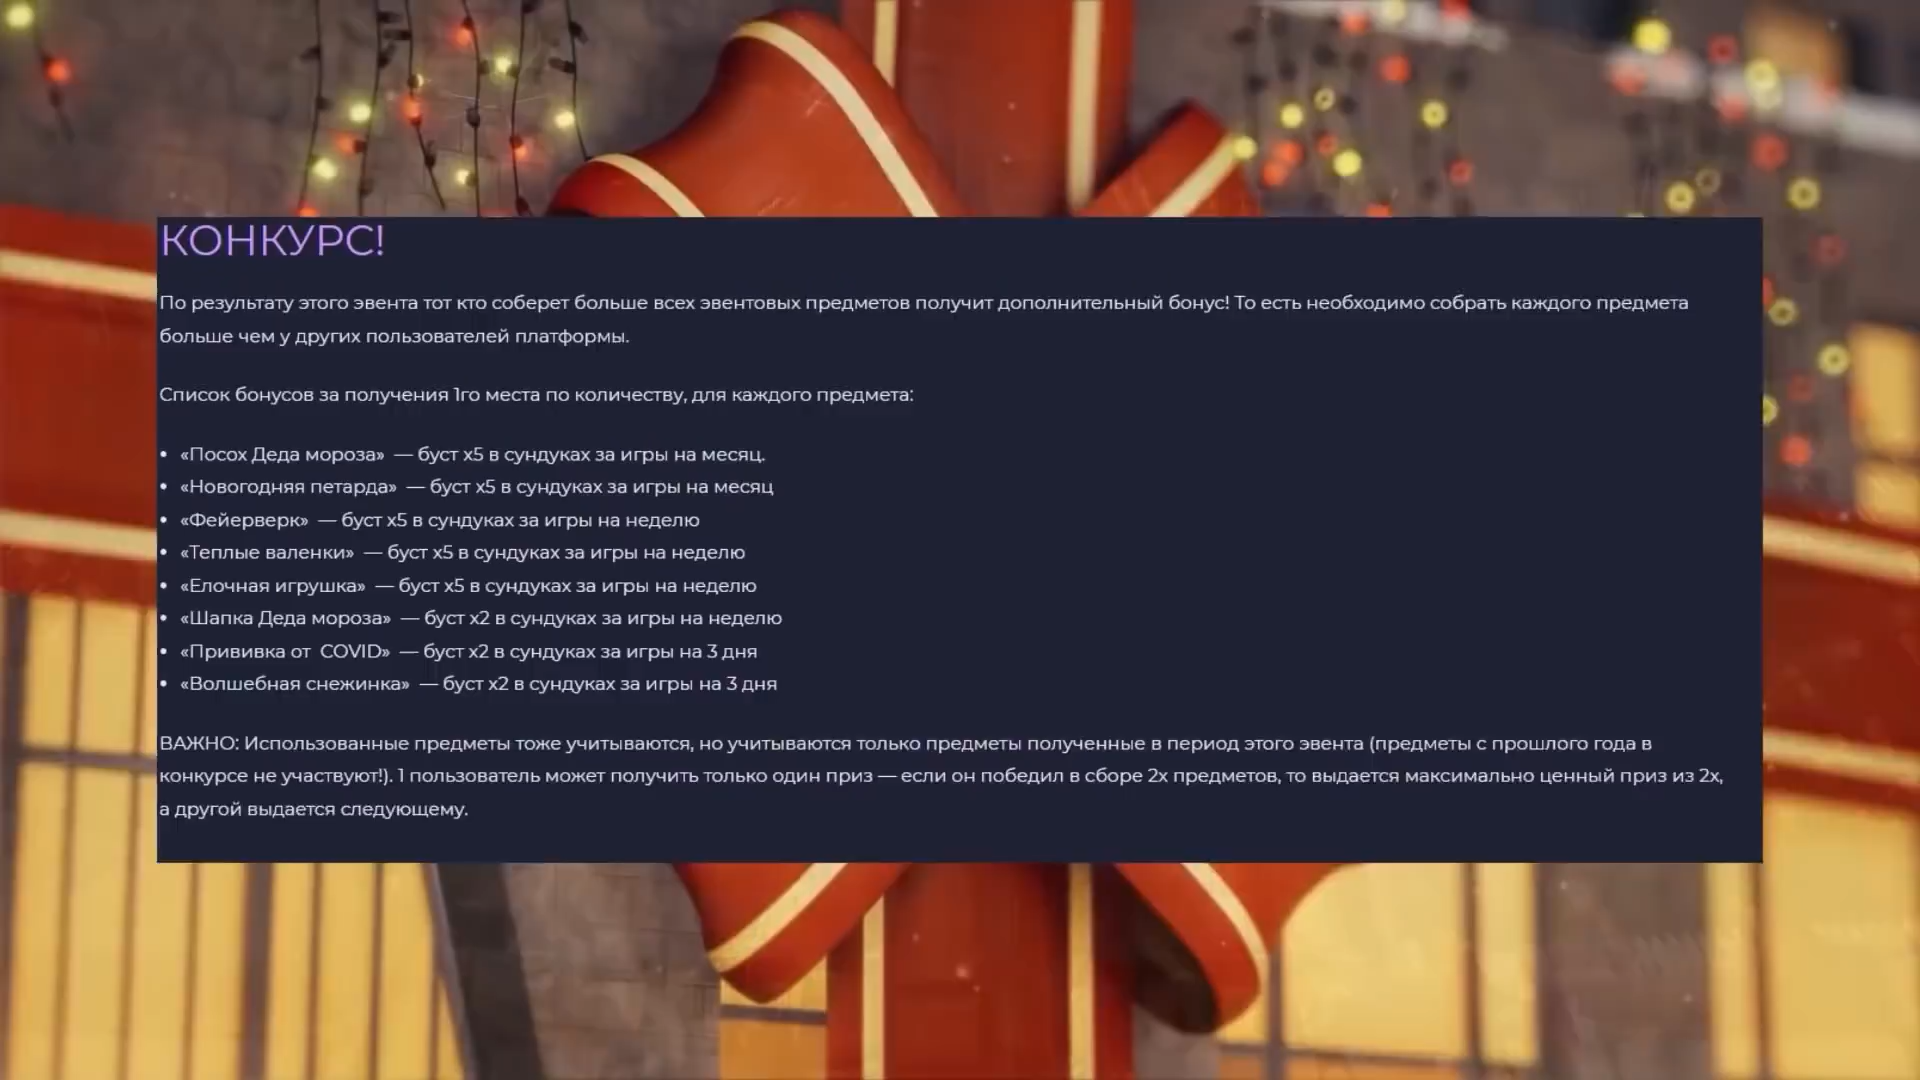 КОНКУРС!
По результату этого эвента тот кто соберет больше всех эвентовых предметов получит дополнительный бонус! То есть необходимо собрать каждого предмета
больше чем у других пользователей платформы.
Список бонусов за получения 1го места по количеству, для каждого предмета:
• «Посох Деда мороза» — буст x5 в сундуках за игры на месяц.
• «Новогодняя петарда» — буст x5 в сундуках за игры на месяц
• «Фейерверк» — буст x5 в сундуках за игры на неделю
• «Теплые валенки» — буст x5 в сундуках за игры на неделю
• «Елочная игрушка» — буст x5 в сундуках за игры на неделю
• «Шапка Деда мороза» — буст x2 в сундуках за игры на неделю
• «Прививка от COVID» — буст x2 в сундуках за игры на 3 дня
• «Волшебная снежинка» — буст x2 в сундуках за игры на 3 дня
ВАЖНО: Использованные предметы тоже учитываются, но учитываются только предметы полученные в период этого эвента (предметы с прошлого года в
конкурсе не участвуют!). 1 пользователь может получить только один приз — если он победил в сборе 2х предметов, то выдается максимально ценный приз из 2х,
а другой выдается следующему.